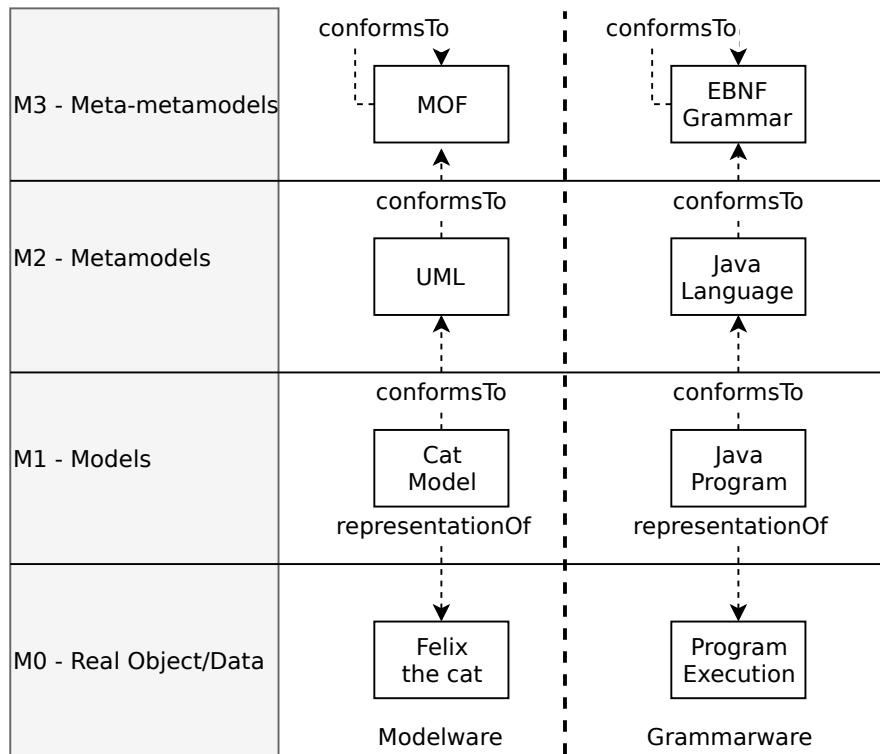 conformsTo
conformsTo
M3 - Meta-metamodels
MOF
EBNF
Grammar
conformsTo
conformsTo
M2 - Metamodels
UML
Java
Language
conformsTo
conformsTo
M1 - Models
Cat
Model
Java
Program
representationOf
representationOf
M0 - Real Object/Data
Felix
the cat
Program
Execution
Modelware
Grammarware